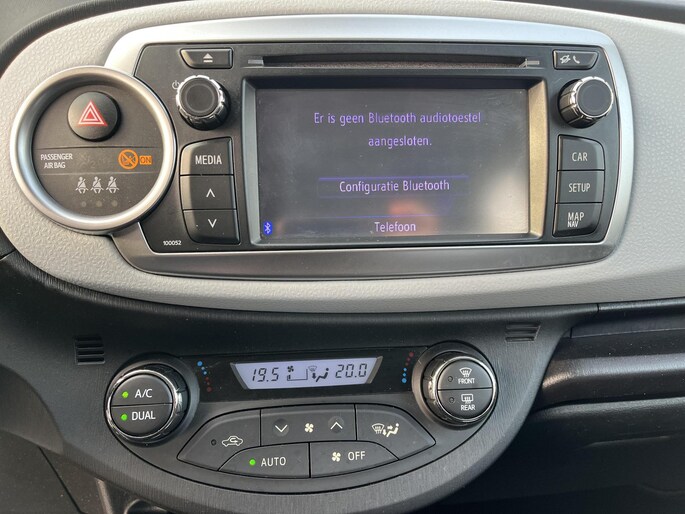 Er is geen Bluetooth audiotoestel
aangesloten.
Configuratie Bluetooth
Telefoon
PASSENGER
AIR BAG
ON
MEDIA
100052
CAR
SETUP
MAP
NAV
19.5
20.0
A/C
DUAL
FRONT
REAR
AUTO
OFF